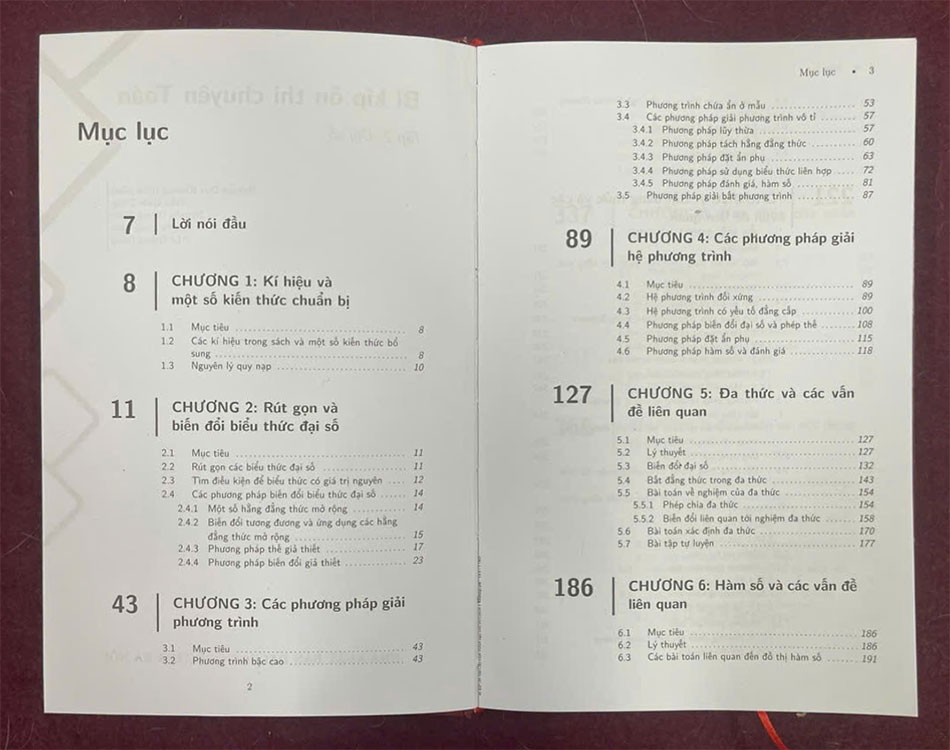 Mục lục
7 Lời nói đầu
8 CHƯƠNG 1: Kí hiệu và
một số kiến thức chuẩn bị
1.1 Mục tiêu 8
1.2 Các kí hiệu trong sách và một số kiến thức bổ
sung 8
1.3 Nguyên lý quy nạp 10
11 CHƯƠNG 2: Rút gọn và
biến đổi biểu thức đại số
2.1 Mục tiêu 11
2.2 Rút gọn các biểu thức đại số 11
2.3 Tìm điều kiện để biểu thức có giá trị nguyên 12
2.4 Các phương pháp biến đổi biểu thức đại số 14
2.4.1 Một số hằng đẳng thức mở rộng 14
2.4.2 Biến đổi tương đương và ứng dụng các hằng
đẳng thức mở rộng 15
2.4.3 Phương pháp thế giả thiết 17
2.4.4 Phương pháp biến đổi giả thiết 23
43 CHƯƠNG 3: Các phương pháp giải
phương trình
3.1 Mục tiêu 43
3.2 Phương trình bậc cao 43
2
Mục lục • 3
3.3 Phương trình chứa ẩn ở mẫu 53
3.4 Các phương pháp giải phương trình vô tỉ 57
3.4.1 Phương pháp lũy thừa 57
3.4.2 Phương pháp tách hằng đẳng thức 60
3.4.3 Phương pháp đặt ẩn phụ 63
3.4.4 Phương pháp sử dụng biểu thức liên hợp 72
3.4.5 Phương pháp đánh giá, hàm số 81
3.5 Phương pháp giải bất phương trình 87
89 CHƯƠNG 4: Các phương pháp giải
hệ phương trình
4.1 Mục tiêu 89
4.2 Hệ phương trình đối xứng 89
4.3 Hệ phương trình có yếu tố đẳng cấp 100
4.4 Phương pháp biến đổi đại số và phép thế 108
4.5 Phương pháp đặt ẩn phụ 115
4.6 Phương pháp hàm số và đánh giá 118
127 CHƯƠNG 5: Đa thức và các vấn
đề liên quan
5.1 Mục tiêu 127
5.2 Lý thuyết 127
5.3 Biến đổi đại số 132
5.4 Bất đẳng thức trong đa thức 143
5.5 Bài toán về nghiệm của đa thức 154
5.5.1 Phép chia đa thức 154
5.5.2 Biến đổi liên quan tới nghiệm đa thức 158
5.6 Bài toán xác định đa thức 170
5.7 Bài tập tự luyện 177
186 CHƯƠNG 6: Hàm số và các vấn đề
liên quan
6.1 Mục tiêu 186
6.2 Lý thuyết 186
6.3 Các bài toán liên quan đến đồ thị hàm số 191